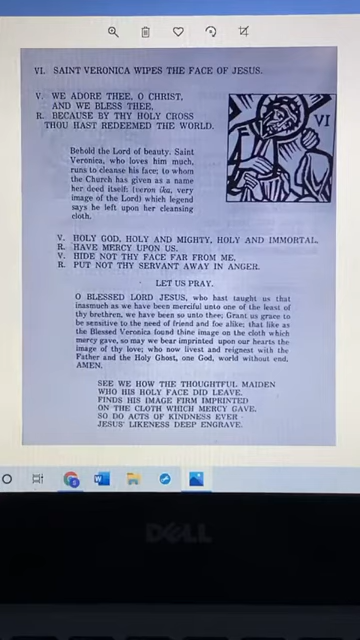 VI. SAINT VERONICA WIPES THE FACE OF JESUS.
V. WE ADORE THEE, O CHRIST,
AND WE BLESS THEE.
R. BECAUSE BY THY HOLY CROSS
THOU HAST REDEEMED THE WORLD.
VI
Behold the Lord of beauty. Saint
Veronica, who loves him much,
runs to cleanse his face; to whom
the Church has given as a name
her deed itself: (veron ika, very
image of the Lord) which legend
says he left upon her cleansing
cloth.
V. HOLY GOD, HOLY AND MIGHTY, HOLY AND IMMORTAL.
R. HAVE MERCY UPON US.
V. HIDE NOT THY FACE FAR FROM ME.
R. PUT NOT THY SERVANT AWAY IN ANGER.
LET US PRAY.
O BLESSED LORD JESUS, who hast taught us that
inasmuch as we have been merciful unto one of the least of
thy brethren, we have been so unto thee; Grant us grace to
be sensitive to the need of friend and foe alike; that like as
the Blessed Veronica found thine image on the cloth which
mercy gave, so may we bear imprinted upon our hearts the
image of thy love; who now livest and reignest with the
Father and the Holy Ghost, one God, world without end.
AMEN.
SEE WE HOW THE THOUGHTFUL MAIDEN
WHO HIS HOLY FACE DID LEAVE,
FINDS HIS IMAGE FIRM IMPRINTED
ON THE CLOTH WHICH MERCY GAVE.
SO DO ACTS OF KINDNESS EVER
JESUS' LIKENESS DEEP ENGRAVE.
W
DELL